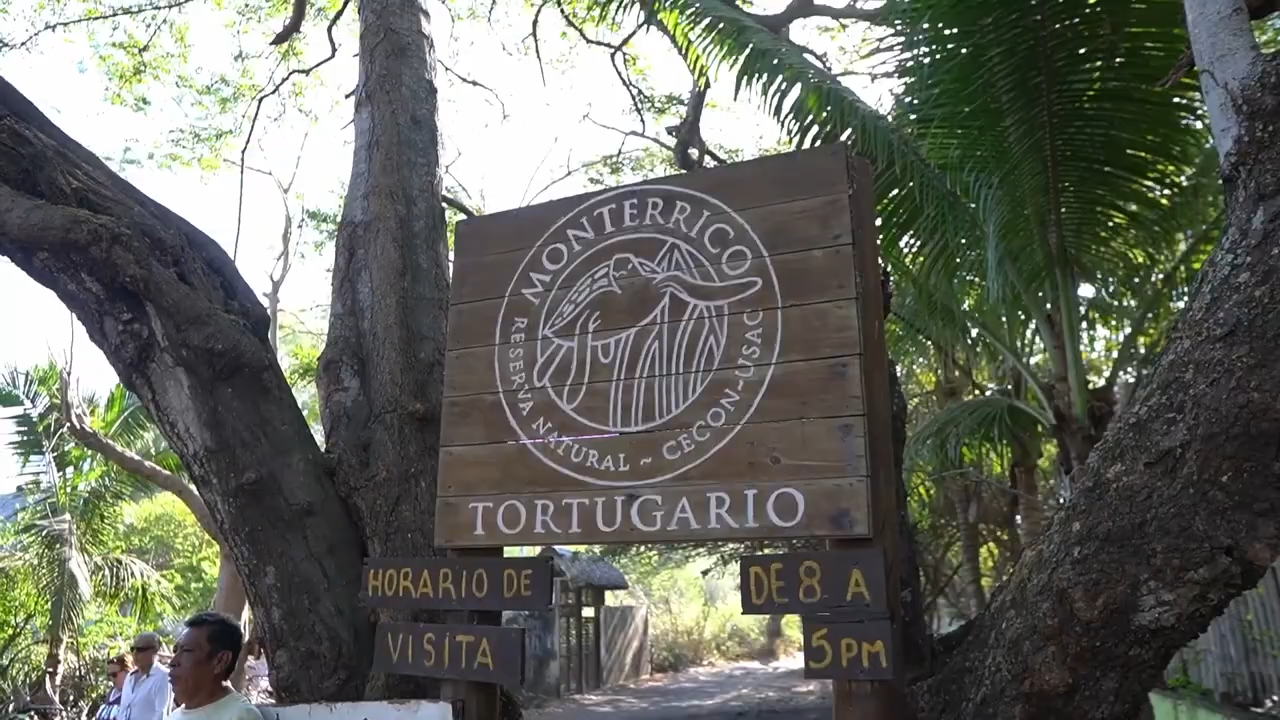 MONTERRICO
RESERVA NATURAL ~ CECON-USAC
TORTUGARIO
HORARIO DE
VISITA
DE 8 A
5PM